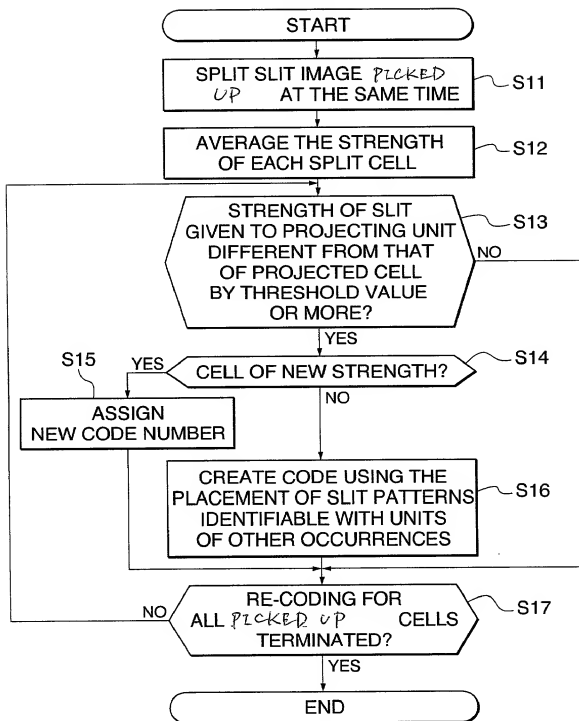 START
SPLIT SLIT IMAGE PICKED
UP AT THE SAME TIME
S11
AVERAGE THE STRENGTH
OF EACH SPLIT CELL
S12
STRENGTH OF SLIT
GIVEN TO PROJECTING UNIT
DIFFERENT FROM THAT
OF PROJECTED CELL
BY THRESHOLD VALUE
OR MORE?
S13
NO
YES
S15
YES
CELL OF NEW STRENGTH?
S14
NO
ASSIGN
NEW CODE NUMBER
CREATE CODE USING THE
PLACEMENT OF SLIT PATTERNS
IDENTIFIABLE WITH UNITS
OF OTHER OCCURRENCES
S16
NO
RE-CODING FOR
ALL PICKED UP CELLS
TERMINATED?
S17
YES
END